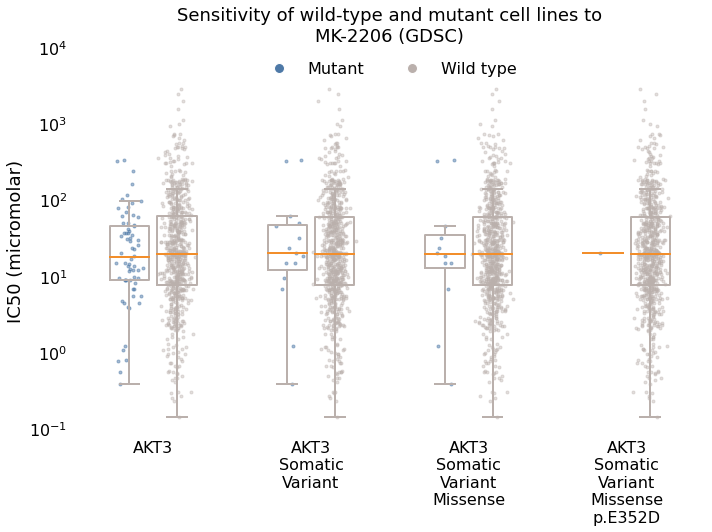 Sensitivity of wild-type and mutant cell lines to
MK-2206 (GDSC)
Mutant
Wild type
IC50 (micromolar)
10⁴
10³
10²
10¹
10⁰
10⁻¹
AKT3
AKT3
Somatic
Variant
AKT3
Somatic
Variant
Missense
AKT3
Somatic
Variant
Missense
p.E352D